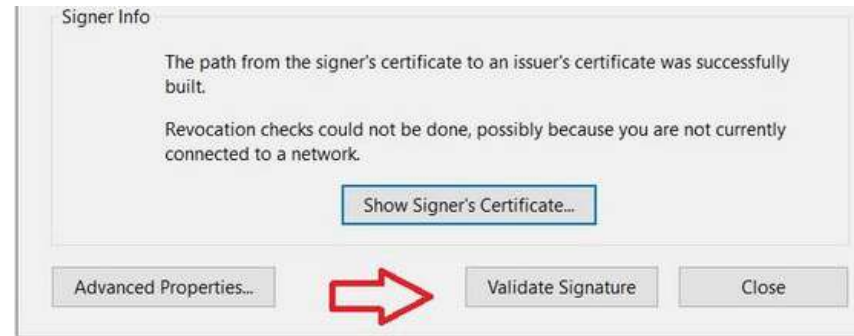 Signer Info
The path from the signer's certificate to an issuer's certificate was successfully
built.
Revocation checks could not be done, possibly because you are not currently
connected to a network.
Show Signer's Certificate...
Advanced Properties...
Validate Signature
Close